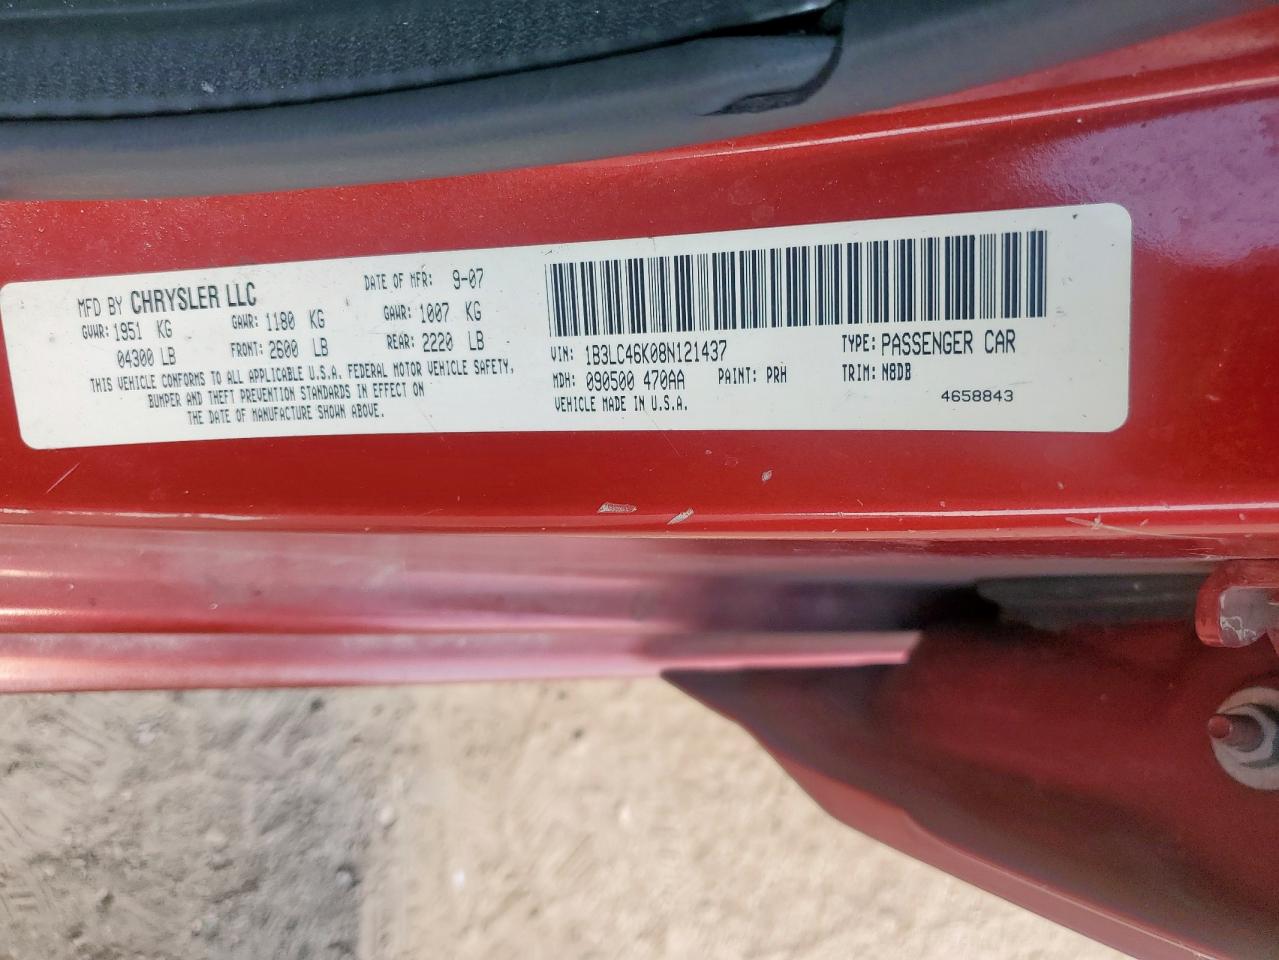 MFD BY CHRYSLER LLC DATE OF MFR: 9-07
GVWR: 1951 KG GAWR: 1180 KG GAWR: 1007 KG
04300 LB FRONT: 2600 LB REAR: 2220 LB
THIS VEHICLE CONFORMS TO ALL APPLICABLE U.S.A. FEDERAL MOTOR VEHICLE SAFETY,
BUMPER AND THEFT PREVENTION STANDARDS IN EFFECT ON
THE DATE OF MANUFACTURE SHOWN ABOVE.
VIN: 1B3LC46K08N121437 TYPE: PASSENGER CAR
MDH: 090500 470AA PAINT: PRH TRIM: N8DB
VEHICLE MADE IN U.S.A. 4658843